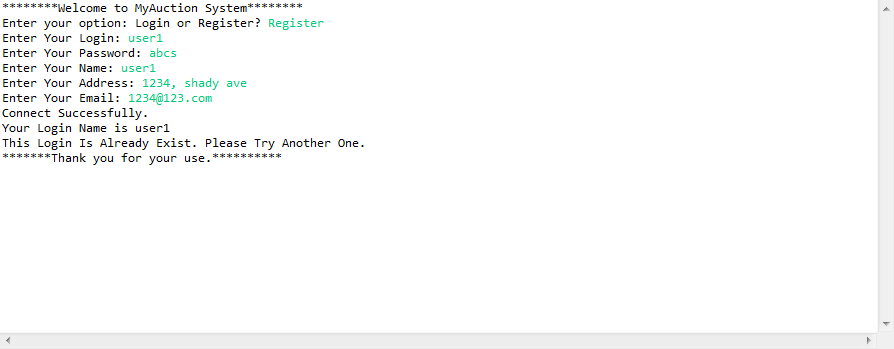 ********Welcome to MyAuction System********
Enter your option: Login or Register? Register
Enter Your Login: user1
Enter Your Password: abcs
Enter Your Name: user1
Enter Your Address: 1234, shady ave
Enter Your Email: 1234@123.com
Connect Successfully.
Your Login Name is user1
This Login Is Already Exist. Please Try Another One.
*******Thank you for your use.**********